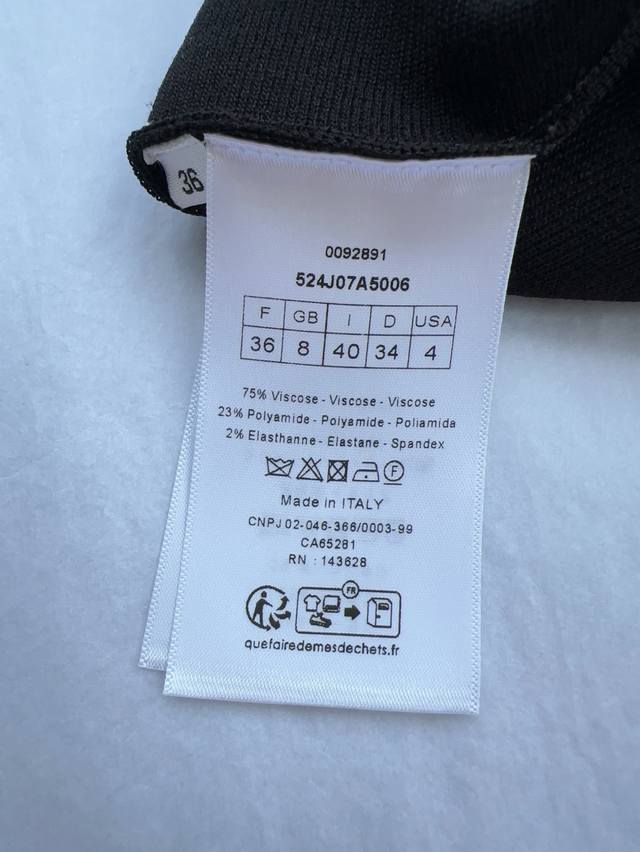 36
0092891
524J07A5006
F GB I D USA
36 8 40 34 4
75% Viscose - Viscose - Viscose
23% Polyamide - Polyamide - Poliamida
2% Elasthanne - Elastane - Spandex
F
Made in ITALY
CNPJ 02-046-366/0003-99
CA65281
RN : 143628
FR
quefairedemesdechets.fr